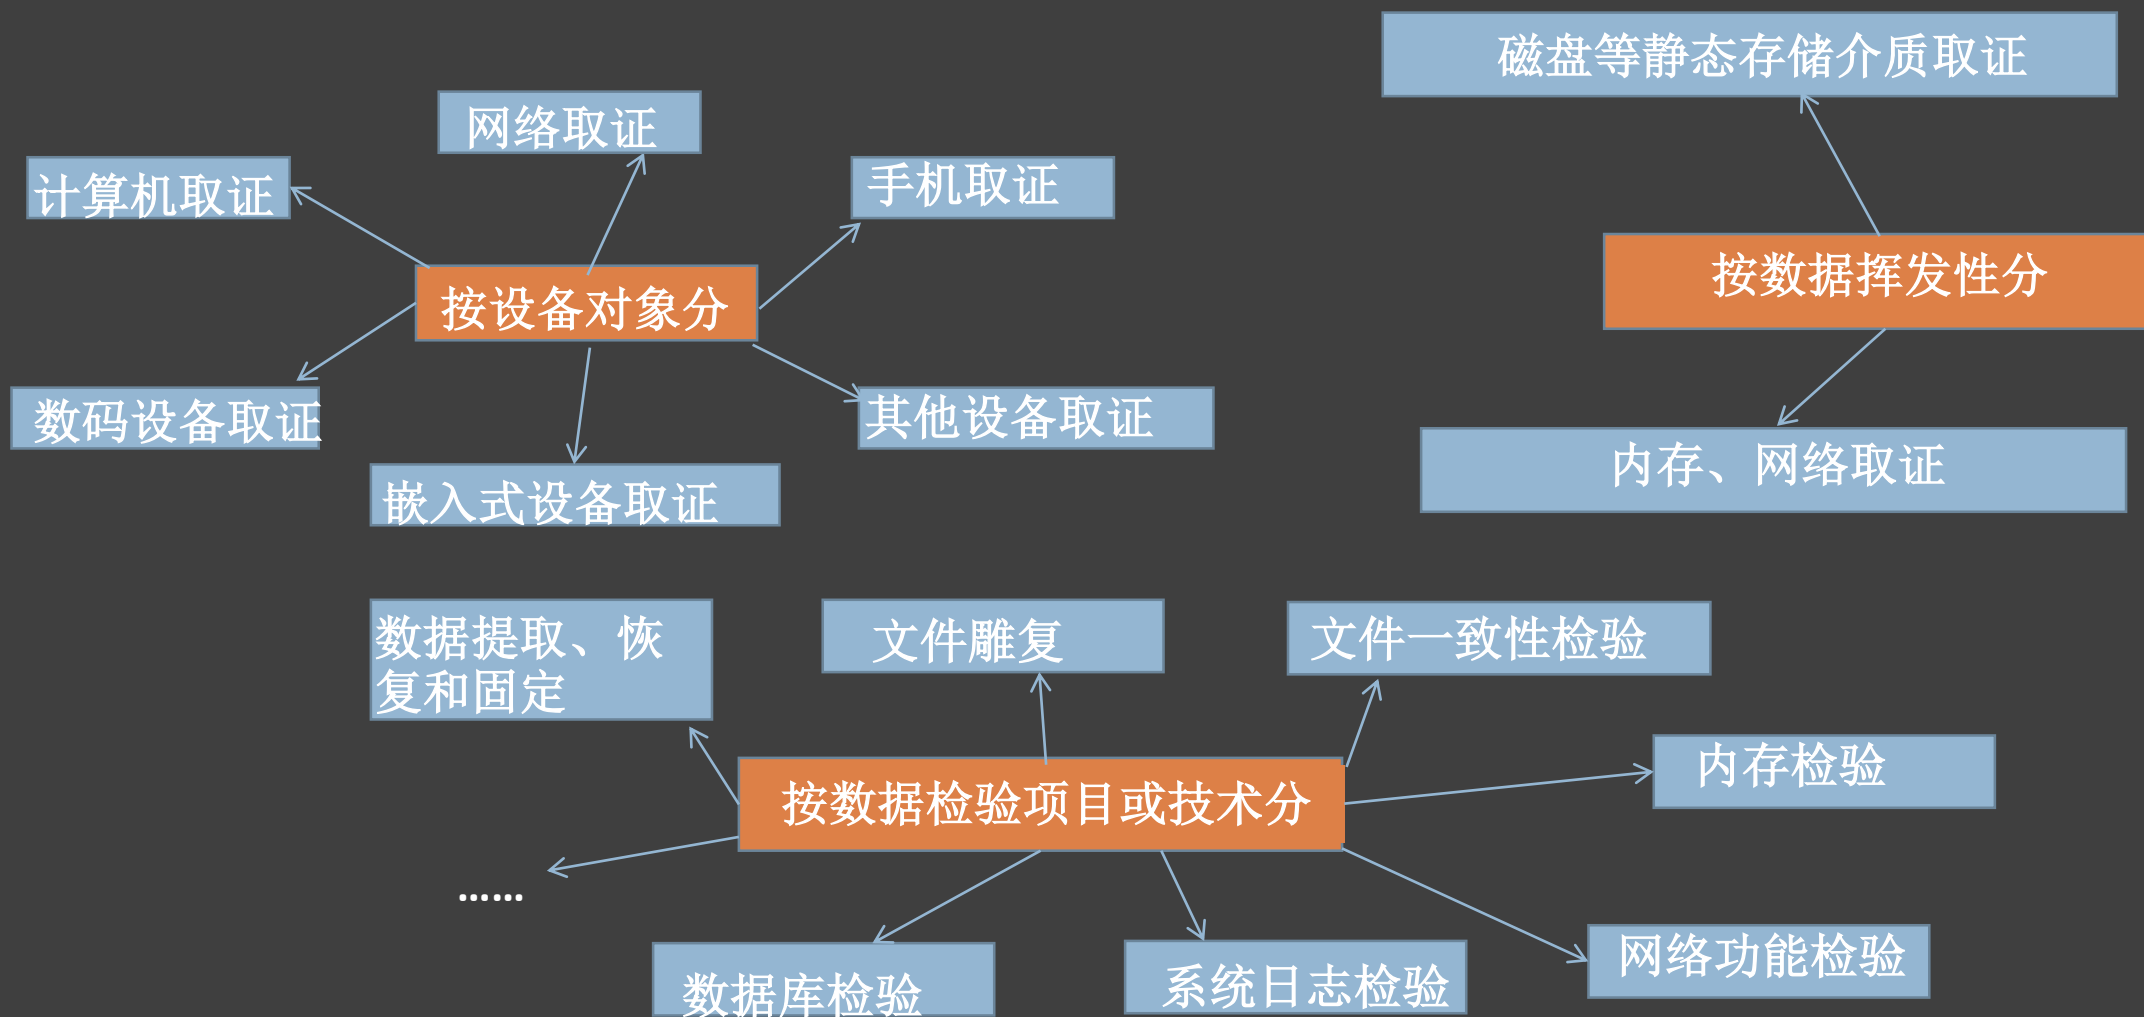 网络取证
计算机取证
手机取证
按设备对象分
数码设备取证
其他设备取证
嵌入式设备取证
磁盘等静态存储介质取证
按数据挥发性分
内存、网络取证
数据提取、恢
复和固定
文件雕复
文件一致性检验
按数据检验项目或技术分
内存检验
……
数据库检验
系统日志检验
网络功能检验